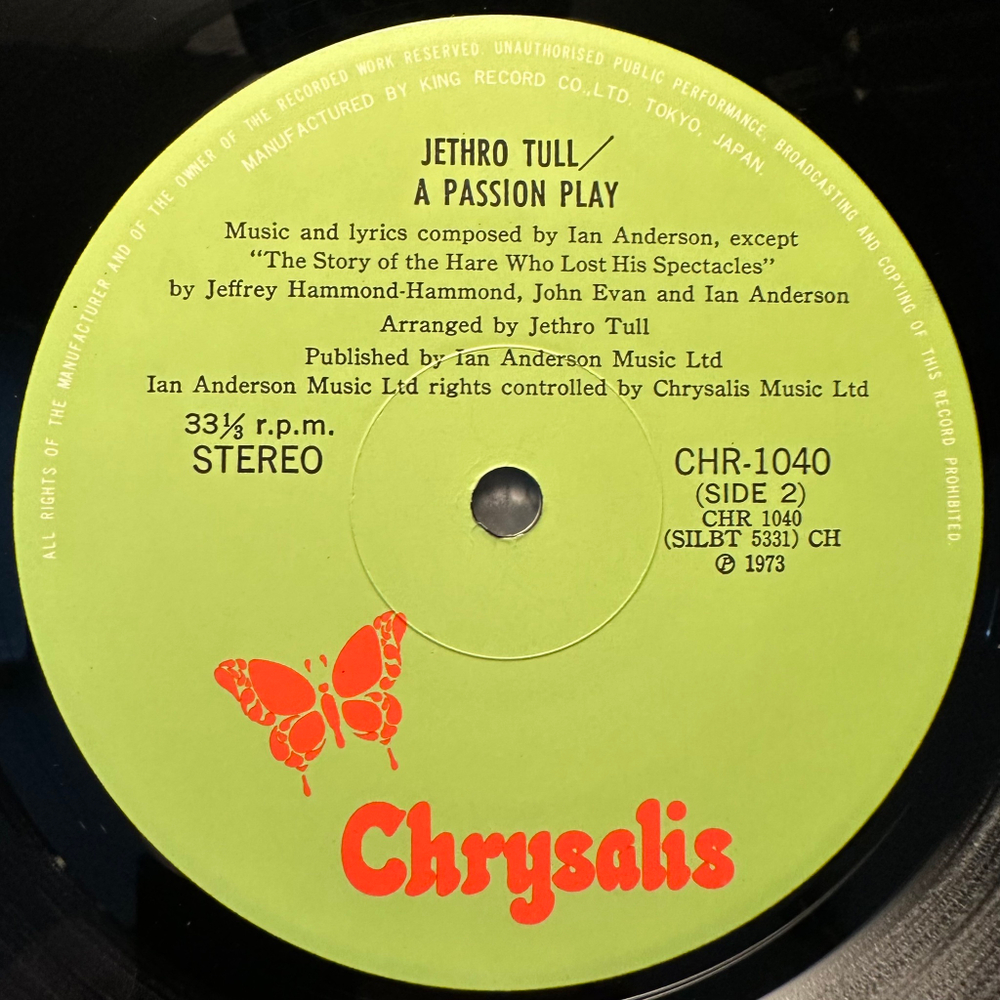 ALL RIGHTS OF THE MANUFACTURER AND OF THE OWNER OF THE RECORDED WORK RESERVED. UNAUTHORISED PUBLIC PERFORMANCE, BROADCASTING AND COPYING OF THIS RECORD PROHIBITED.
MANUFACTURED BY KING RECORD CO., LTD. TOKYO, JAPAN.
JETHRO TULL/
A PASSION PLAY
Music and lyrics composed by Ian Anderson, except
“The Story of the Hare Who Lost His Spectacles”
by Jeffrey Hammond-Hammond, John Evan and Ian Anderson
Arranged by Jethro Tull
Published by Ian Anderson Music Ltd
Ian Anderson Music Ltd rights controlled by Chrysalis Music Ltd
33⅓ r.p.m.
STEREO
CHR-1040
(SIDE 2)
CHR 1040
(SILBT 5331) CH
℗ 1973
Chrysalis